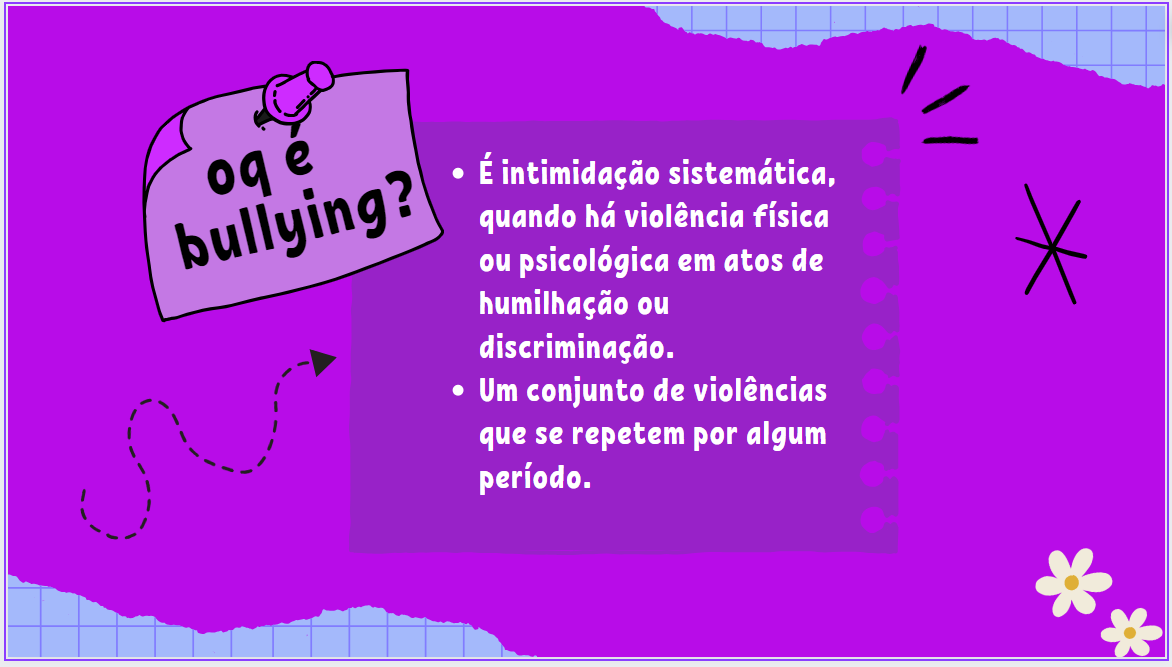 oq é
bullying?
• É intimidação sistemática,
quando há violência física
ou psicológica em atos de
humilhação ou
discriminação.
• Um conjunto de violências
que se repetem por algum
período.